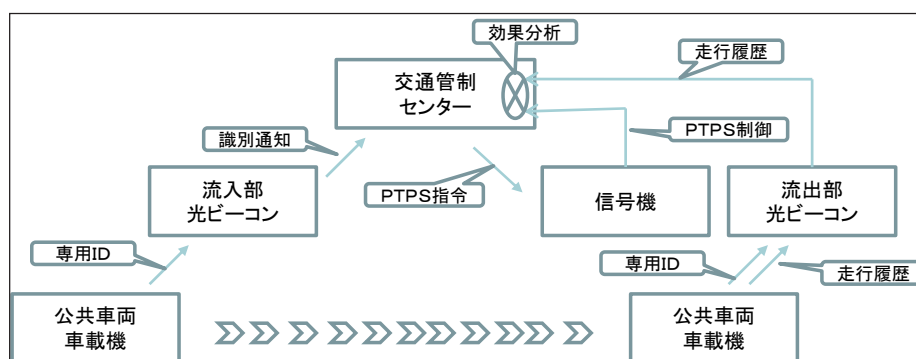 効果分析
走行履歴
交通管制
センター
識別通知
PTPS制御
流入部
光ビーコン
PTPS指令
信号機
流出部
光ビーコン
専用ID
専用ID
走行履歴
公共車両
車載機
公共車両
車載機